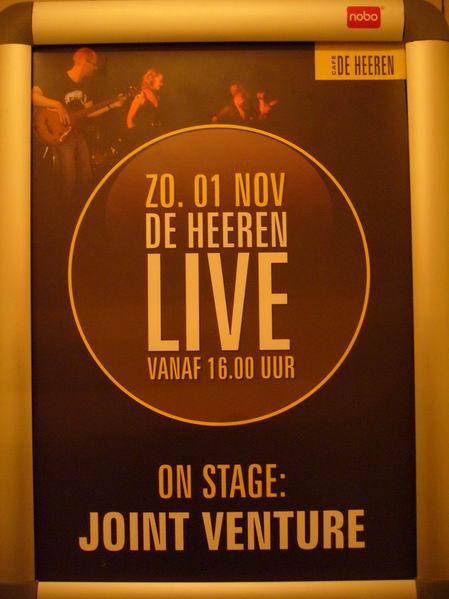 nobo
CAFE DE HEEREN
ZO. 01 NOV
DE HEEREN
LIVE
VANAF 16.00 UUR
ON STAGE:
JOINT VENTURE